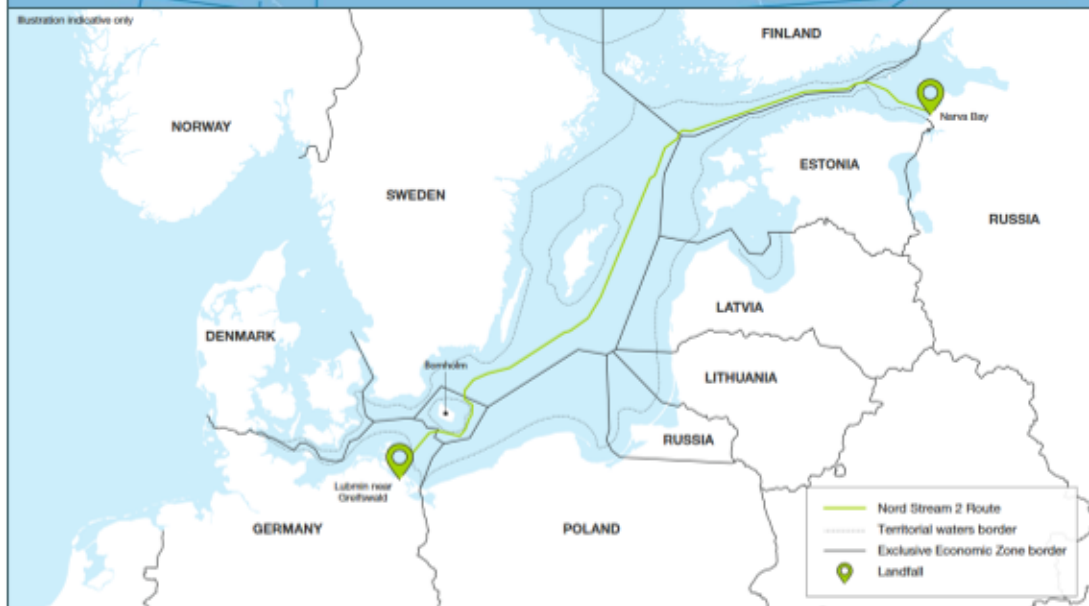 Illustration indicative only
FINLAND
NORWAY
Narva Bay
ESTONIA
SWEDEN
RUSSIA
LATVIA
DENMARK
Bornholm
LITHUANIA
RUSSIA
Lubmin near
Greifswald
GERMANY
POLAND
Nord Stream 2 Route
Territorial waters border
Exclusive Economic Zone border
Landfall